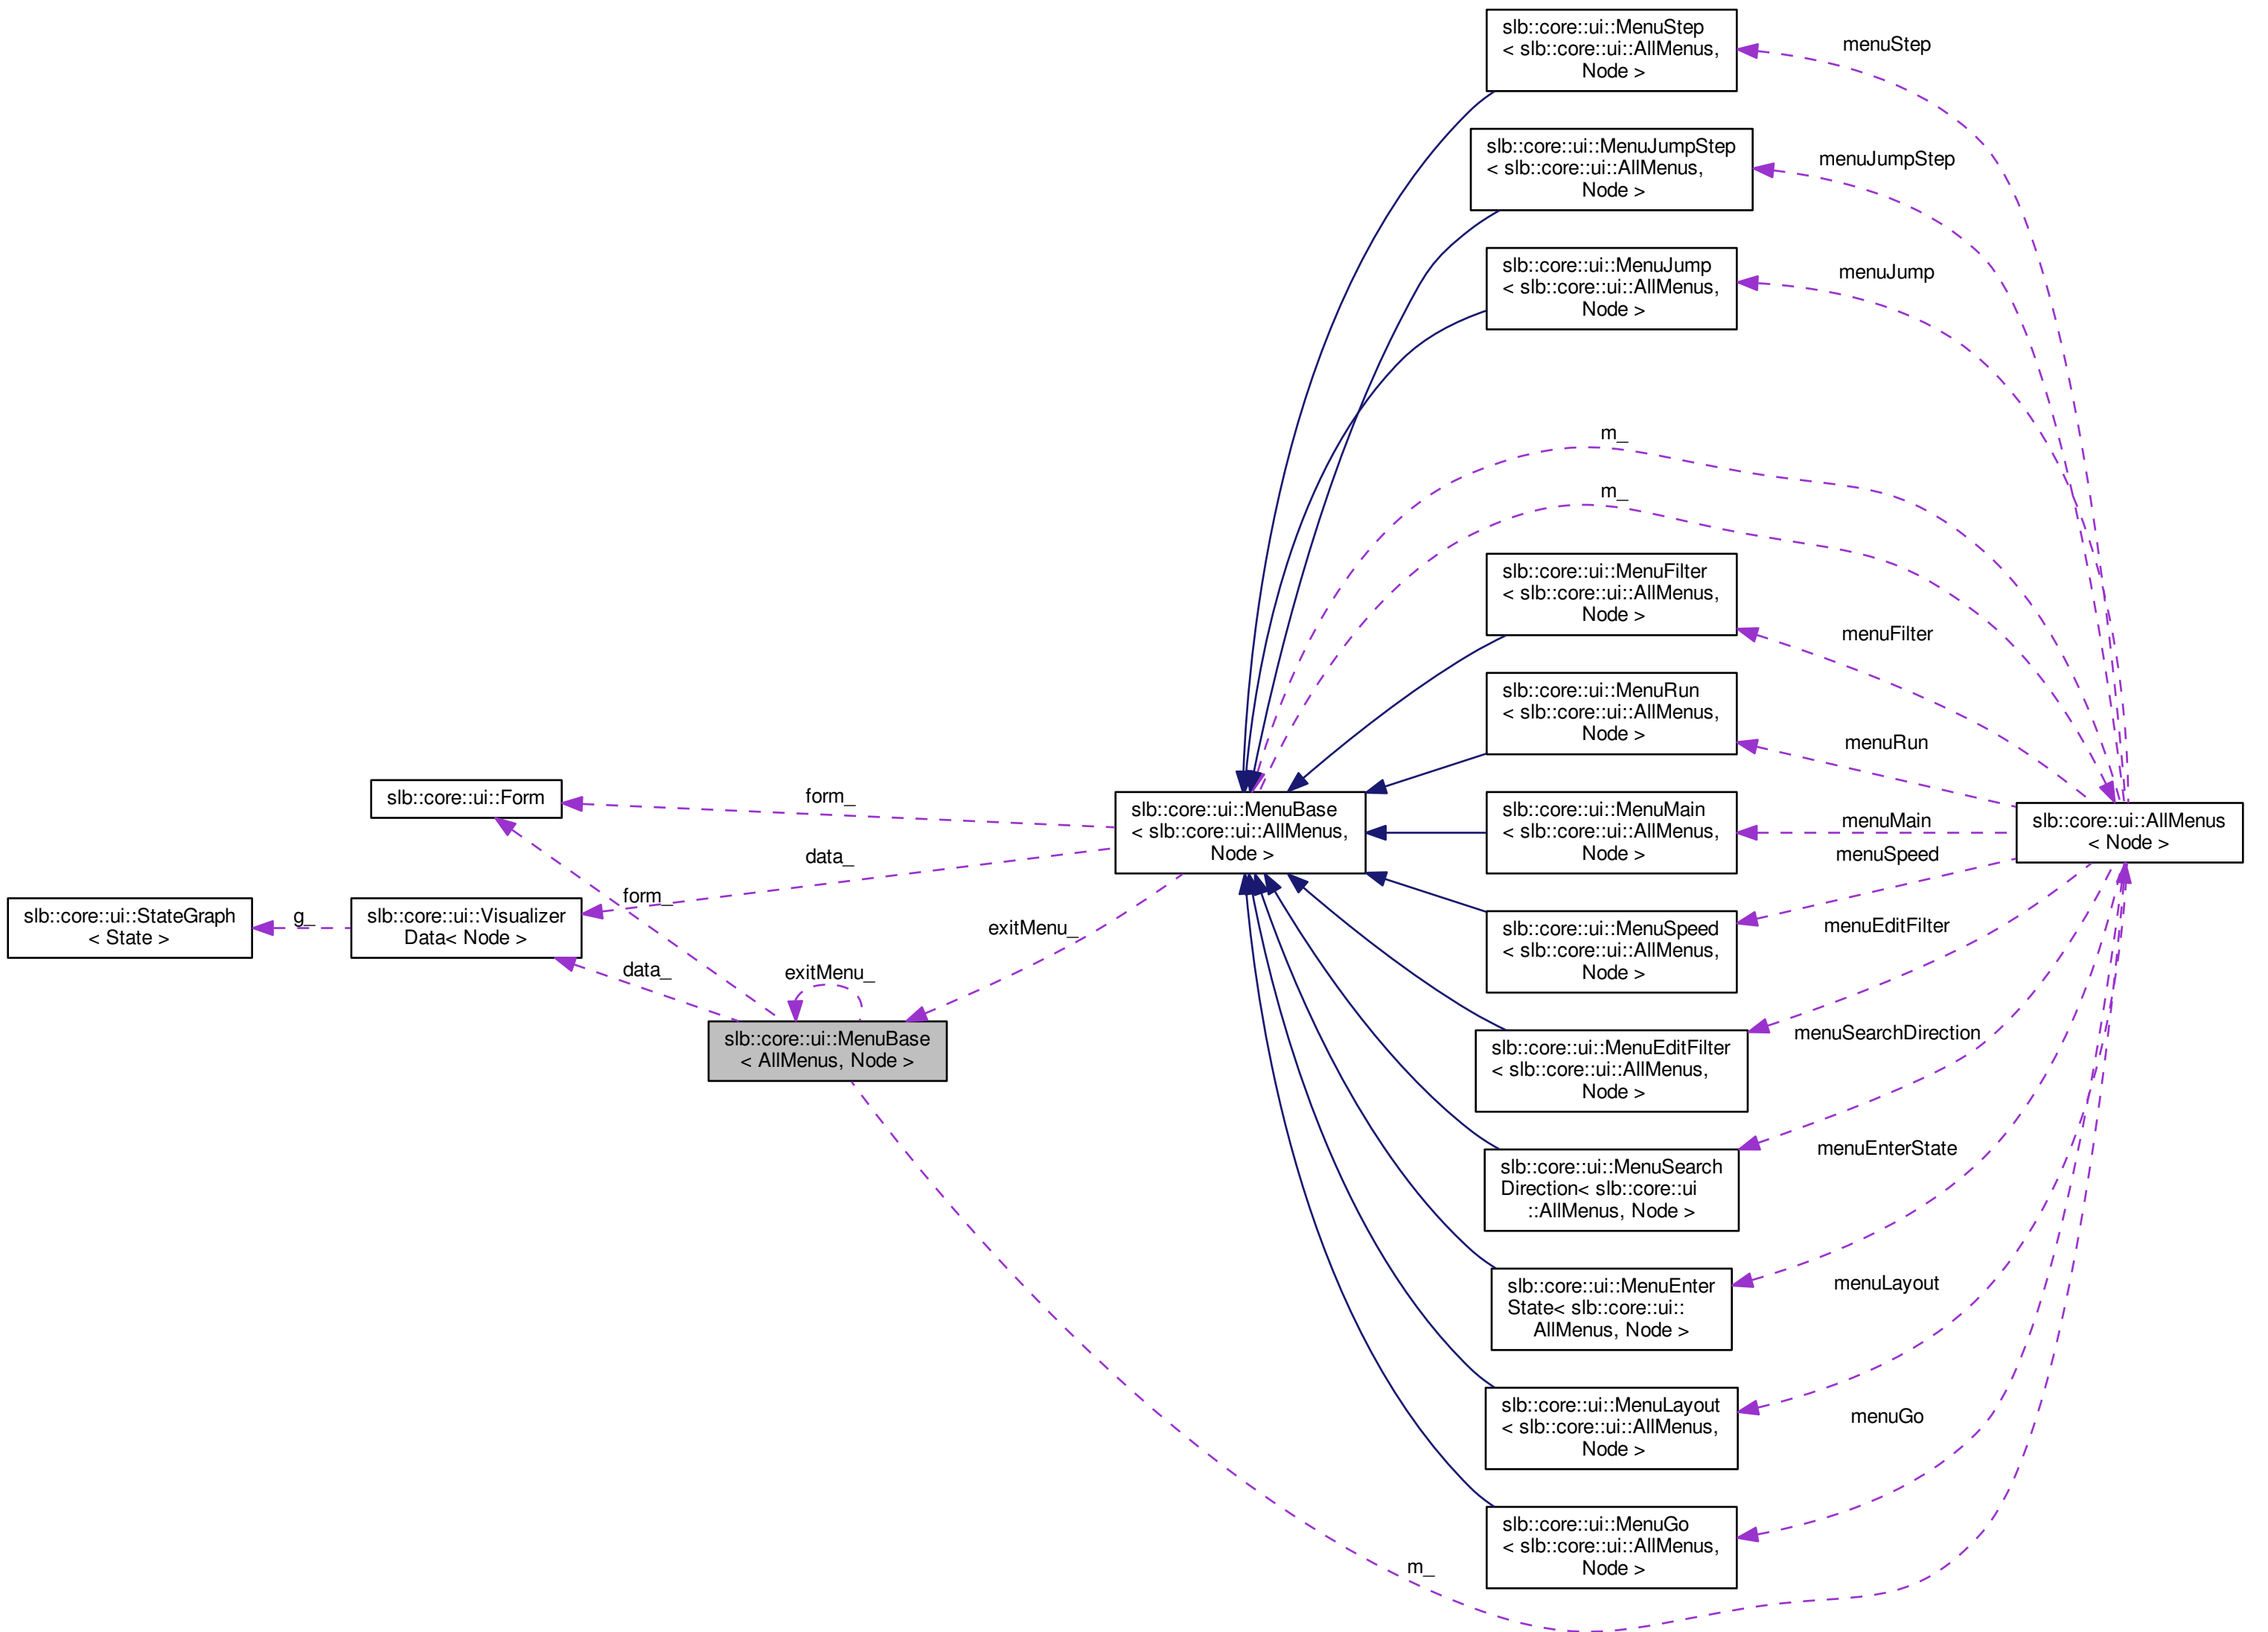 slb::core::ui::MenuStep
< slb::core::ui::AllMenus,
Node >
menuStep
slb::core::ui::MenuJumpStep
< slb::core::ui::AllMenus,
Node >
menuJumpStep
slb::core::ui::MenuJump
< slb::core::ui::AllMenus,
Node >
menuJump
m_
m_
slb::core::ui::MenuFilter
< slb::core::ui::AllMenus,
Node >
menuFilter
slb::core::ui::MenuRun
< slb::core::ui::AllMenus,
Node >
menuRun
slb::core::ui::Form
form_
slb::core::ui::MenuBase
< slb::core::ui::AllMenus,
Node >
slb::core::ui::MenuMain
< slb::core::ui::AllMenus,
Node >
menuMain
slb::core::ui::AllMenus
< Node >
data_
menuSpeed
form_
slb::core::ui::StateGraph
< State >
g_
slb::core::ui::Visualizer
Data< Node >
exitMenu_
slb::core::ui::MenuSpeed
< slb::core::ui::AllMenus,
Node >
menuEditFilter
data_
exitMenu_
slb::core::ui::MenuBase
< AllMenus, Node >
slb::core::ui::MenuEditFilter
< slb::core::ui::AllMenus,
Node >
menuSearchDirection
slb::core::ui::MenuSearch
Direction< slb::core::ui
::AllMenus, Node >
menuEnterState
slb::core::ui::MenuEnter
State< slb::core::ui::
AllMenus, Node >
menuLayout
slb::core::ui::MenuLayout
< slb::core::ui::AllMenus,
Node >
menuGo
slb::core::ui::MenuGo
< slb::core::ui::AllMenus,
Node >
m_